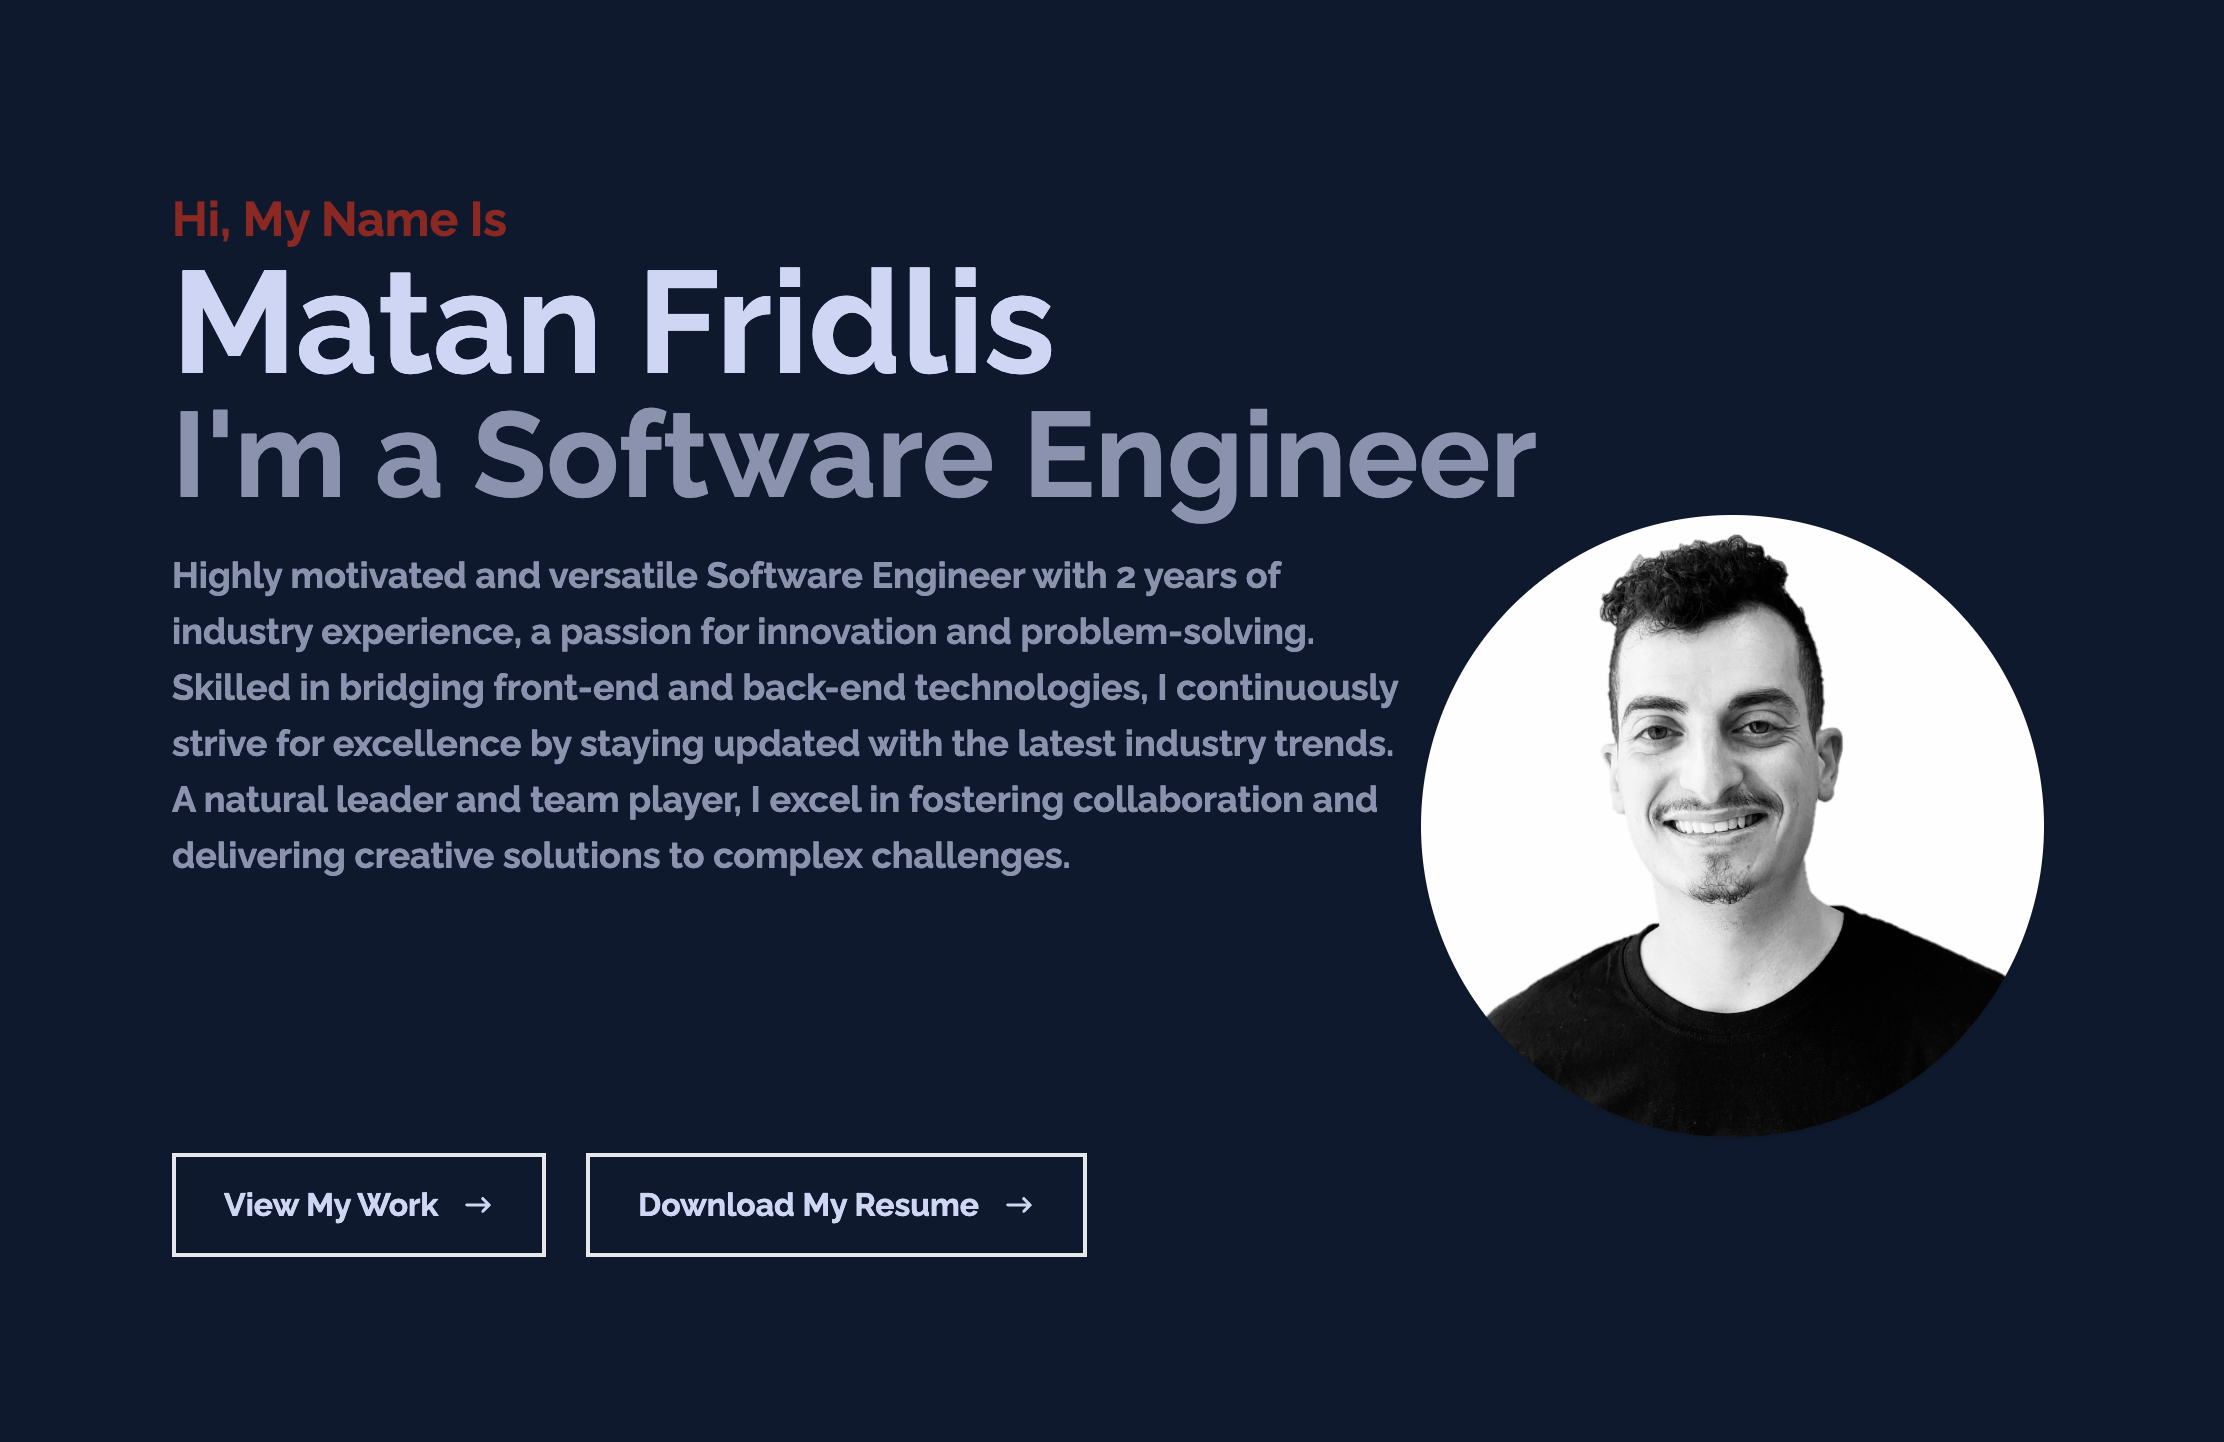 Hi, My Name Is
Matan Fridlis
I'm a Software Engineer
Highly motivated and versatile Software Engineer with 2 years of
industry experience, a passion for innovation and problem-solving.
Skilled in bridging front-end and back-end technologies, I continuously
strive for excellence by staying updated with the latest industry trends.
A natural leader and team player, I excel in fostering collaboration and
delivering creative solutions to complex challenges.
View My Work →
Download My Resume →